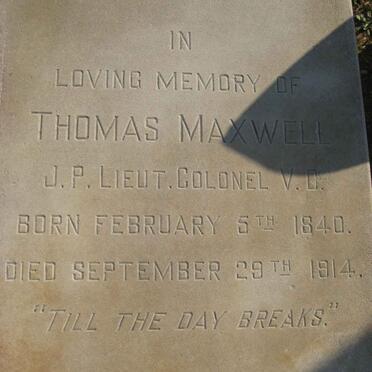 IN
LOVING MEMORY OF
THOMAS MAXWELL
J.P. LIEUT. COLONEL V.D.
BORN FEBRUARY 5TH 1840.
DIED SEPTEMBER 29TH 1914.
"TILL THE DAY BREAKS."